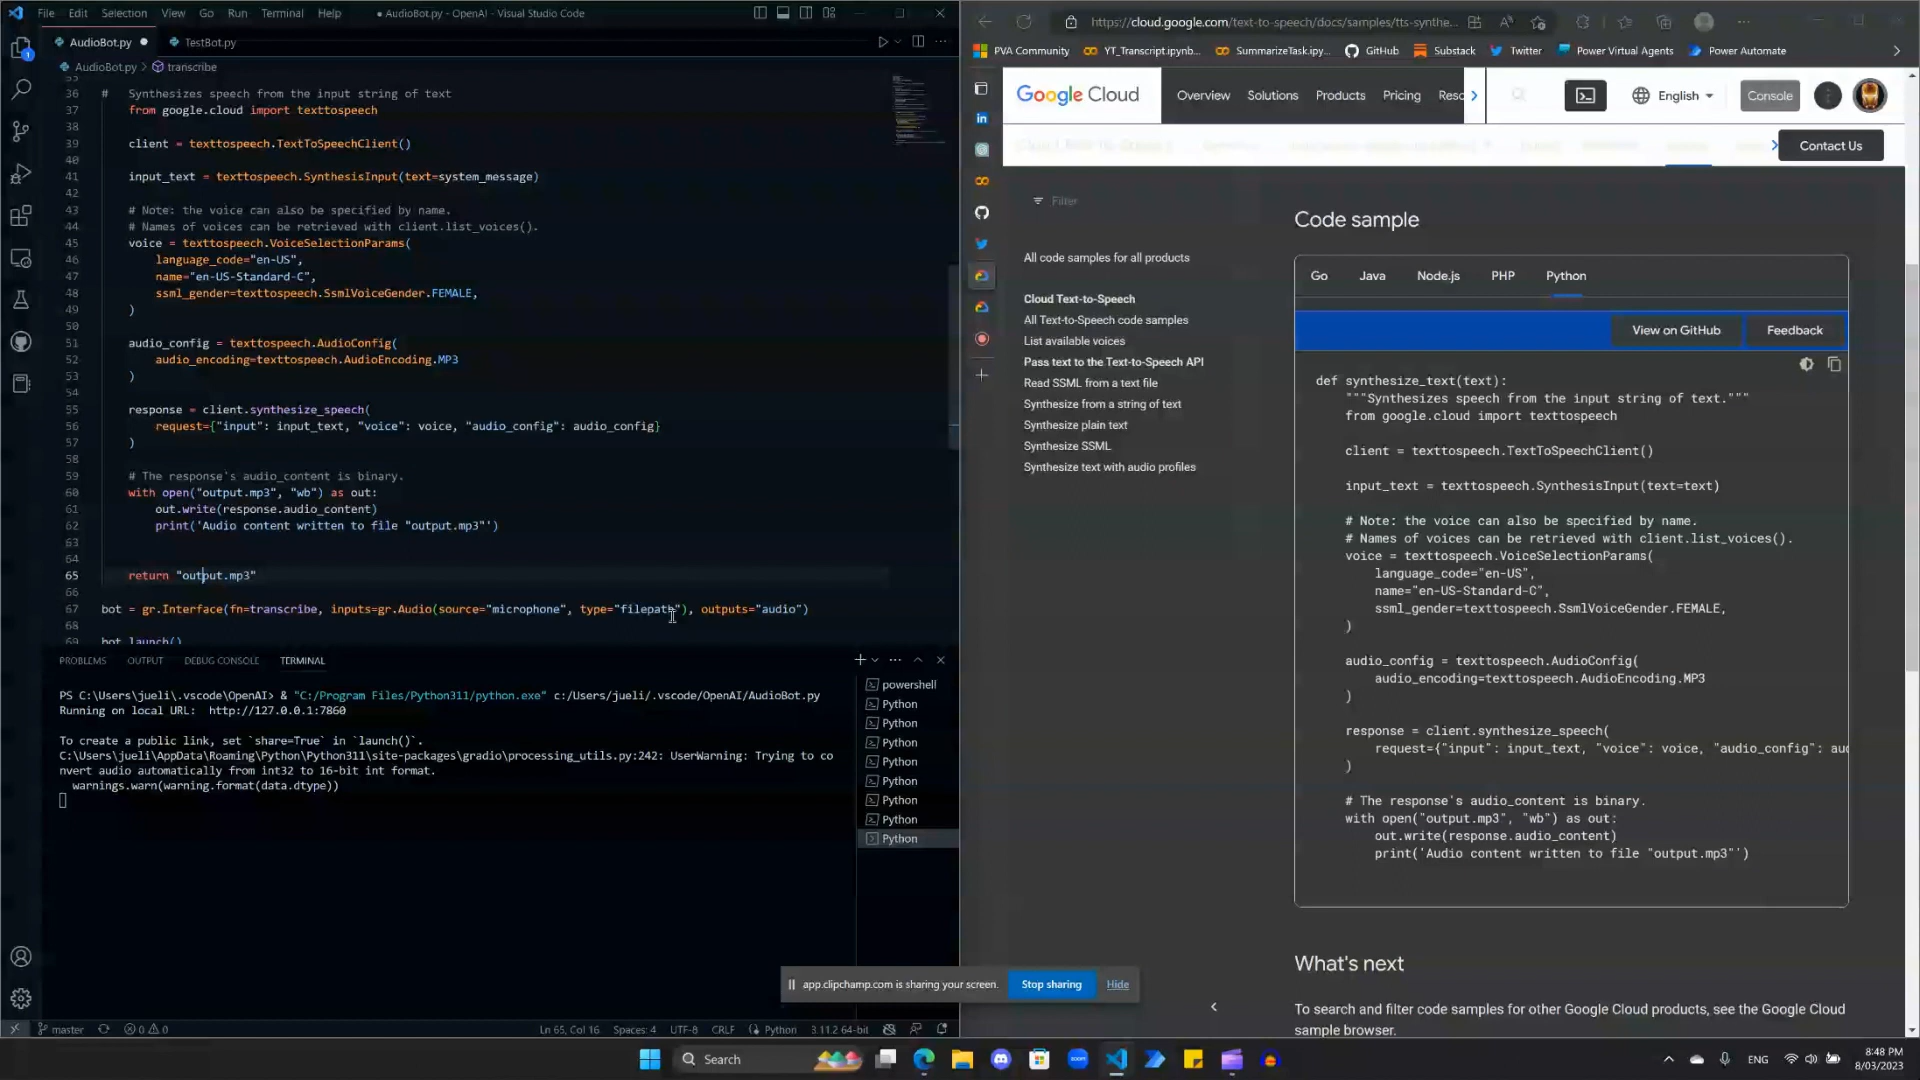 File Edit Selection View Go Run Terminal Help
● AudioBot.py - OpenAI - Visual Studio Code
AudioBot.py ●
TestBot.py
AudioBot.py > transcribe
36 # Synthesizes speech from the input string of text
37 from google.cloud import texttospeech
38
39 client = texttospeech.TextToSpeechClient()
40
41 input_text = texttospeech.SynthesisInput(text=system_message)
42
43 # Note: the voice can also be specified by name.
44 # Names of voices can be retrieved with client.list_voices().
45 voice = texttospeech.VoiceSelectionParams(
46 language_code="en-US",
47 name="en-US-Standard-C",
48 ssml_gender=texttospeech.SsmlVoiceGender.FEMALE,
49 )
50
51 audio_config = texttospeech.AudioConfig(
52 audio_encoding=texttospeech.AudioEncoding.MP3
53 )
54
55 response = client.synthesize_speech(
56 request={"input": input_text, "voice": voice, "audio_config": audio_config}
57 )
58
59 # The response's audio_content is binary.
60 with open("output.mp3", "wb") as out:
61 out.write(response.audio_content)
62 print('Audio content written to file "output.mp3"')
63
64
65 return "output.mp3"
66
67 bot = gr.Interface(fn=transcribe, inputs=gr.Audio(source="microphone", type="filepath"), outputs="audio")
68
69 bot.launch()
PROBLEMS OUTPUT DEBUG CONSOLE TERMINAL
PS C:\Users\jueli\.vscode\OpenAI> & "C:/Program Files/Python311/python.exe" c:/Users/jueli/.vscode/OpenAI/AudioBot.py
Running on local URL: http://127.0.0.1:7860
To create a public link, set `share=True` in `launch()`.
C:\Users\jueli\AppData\Roaming\Python\Python311\site-packages\gradio\processing_utils.py:242: UserWarning: Trying to co
nvert audio automatically from int32 to 16-bit int format.
warnings.warn(warning.format(data.dtype))
powershell
Python
Python
Python
Python
Python
Python
Python
Python
master
0 0
Ln 65, Col 16 Spaces: 4 UTF-8 CRLF Python 3.11.2 64-bit
https://cloud.google.com/text-to-speech/docs/samples/tts-synthe...
PVA Community YT_Transcript.ipynb... SummarizeTask.ipy... GitHub Substack Twitter Power Virtual Agents Power Automate
Google Cloud Overview Solutions Products Pricing Resc English Console
Contact Us
Filter
All code samples for all products
Cloud Text-to-Speech
All Text-to-Speech code samples
List available voices
Pass text to the Text-to-Speech API
Read SSML from a text file
Synthesize from a string of text
Synthesize plain text
Synthesize SSML
Synthesize text with audio profiles
Code sample
Go Java Node.js PHP Python
View on GitHub Feedback
def synthesize_text(text):
"""Synthesizes speech from the input string of text."""
from google.cloud import texttospeech
client = texttospeech.TextToSpeechClient()
input_text = texttospeech.SynthesisInput(text=text)
# Note: the voice can also be specified by name.
# Names of voices can be retrieved with client.list_voices().
voice = texttospeech.VoiceSelectionParams(
language_code="en-US",
name="en-US-Standard-C",
ssml_gender=texttospeech.SsmlVoiceGender.FEMALE,
)
audio_config = texttospeech.AudioConfig(
audio_encoding=texttospeech.AudioEncoding.MP3
)
response = client.synthesize_speech(
request={"input": input_text, "voice": voice, "audio_config": auc
)
# The response's audio_content is binary.
with open("output.mp3", "wb") as out:
out.write(response.audio_content)
print('Audio content written to file "output.mp3"')
What's next
To search and filter code samples for other Google Cloud products, see the Google Cloud
sample browser.
app.clipchamp.com is sharing your screen. Stop sharing Hide
Search
ENG
8:48 PM
8/03/2023